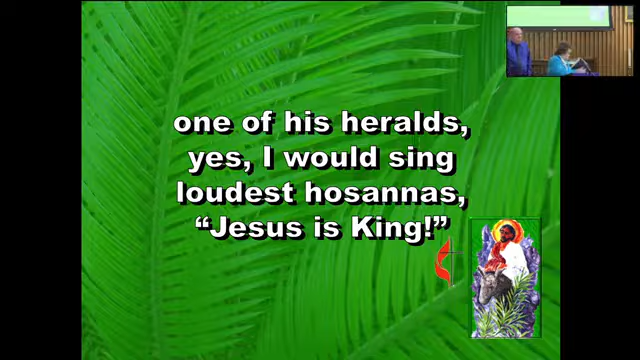 one of his heralds,
yes, I would sing
loudest hosannas,
“Jesus is King!”